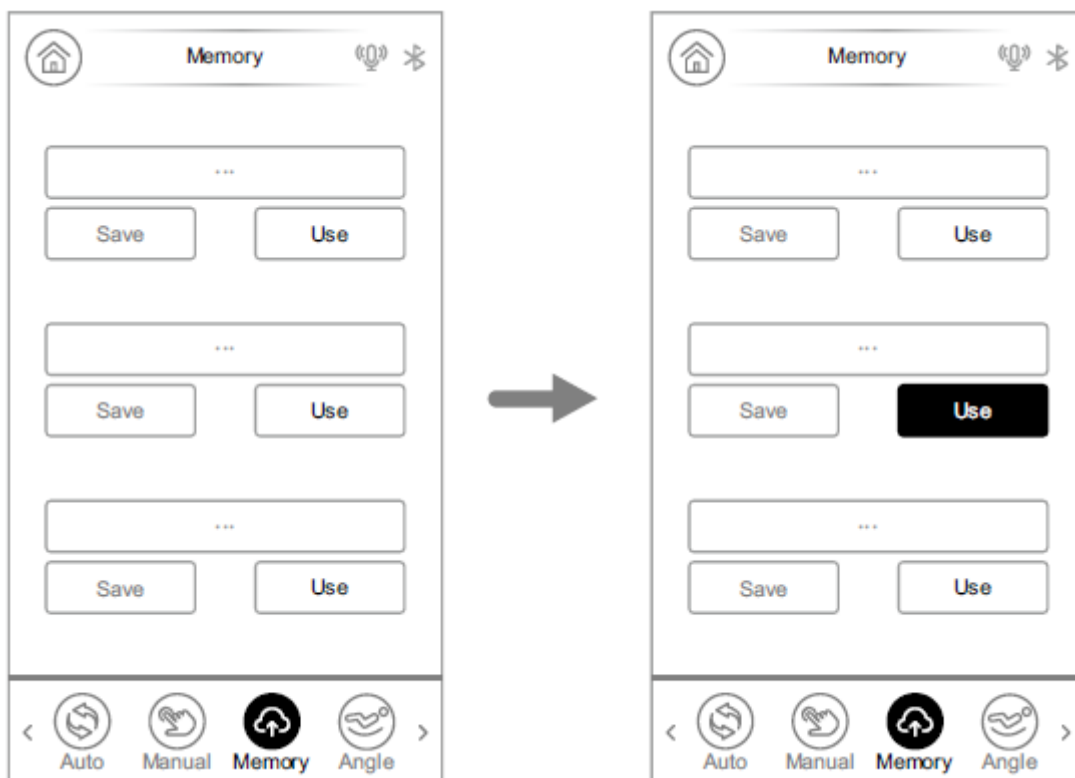 Memory
...
Save Use
...
Save Use
...
Save Use
< Auto Manual Memory Angle >
Memory
...
Save Use
...
Save Use
...
Save Use
< Auto Manual Memory Angle >